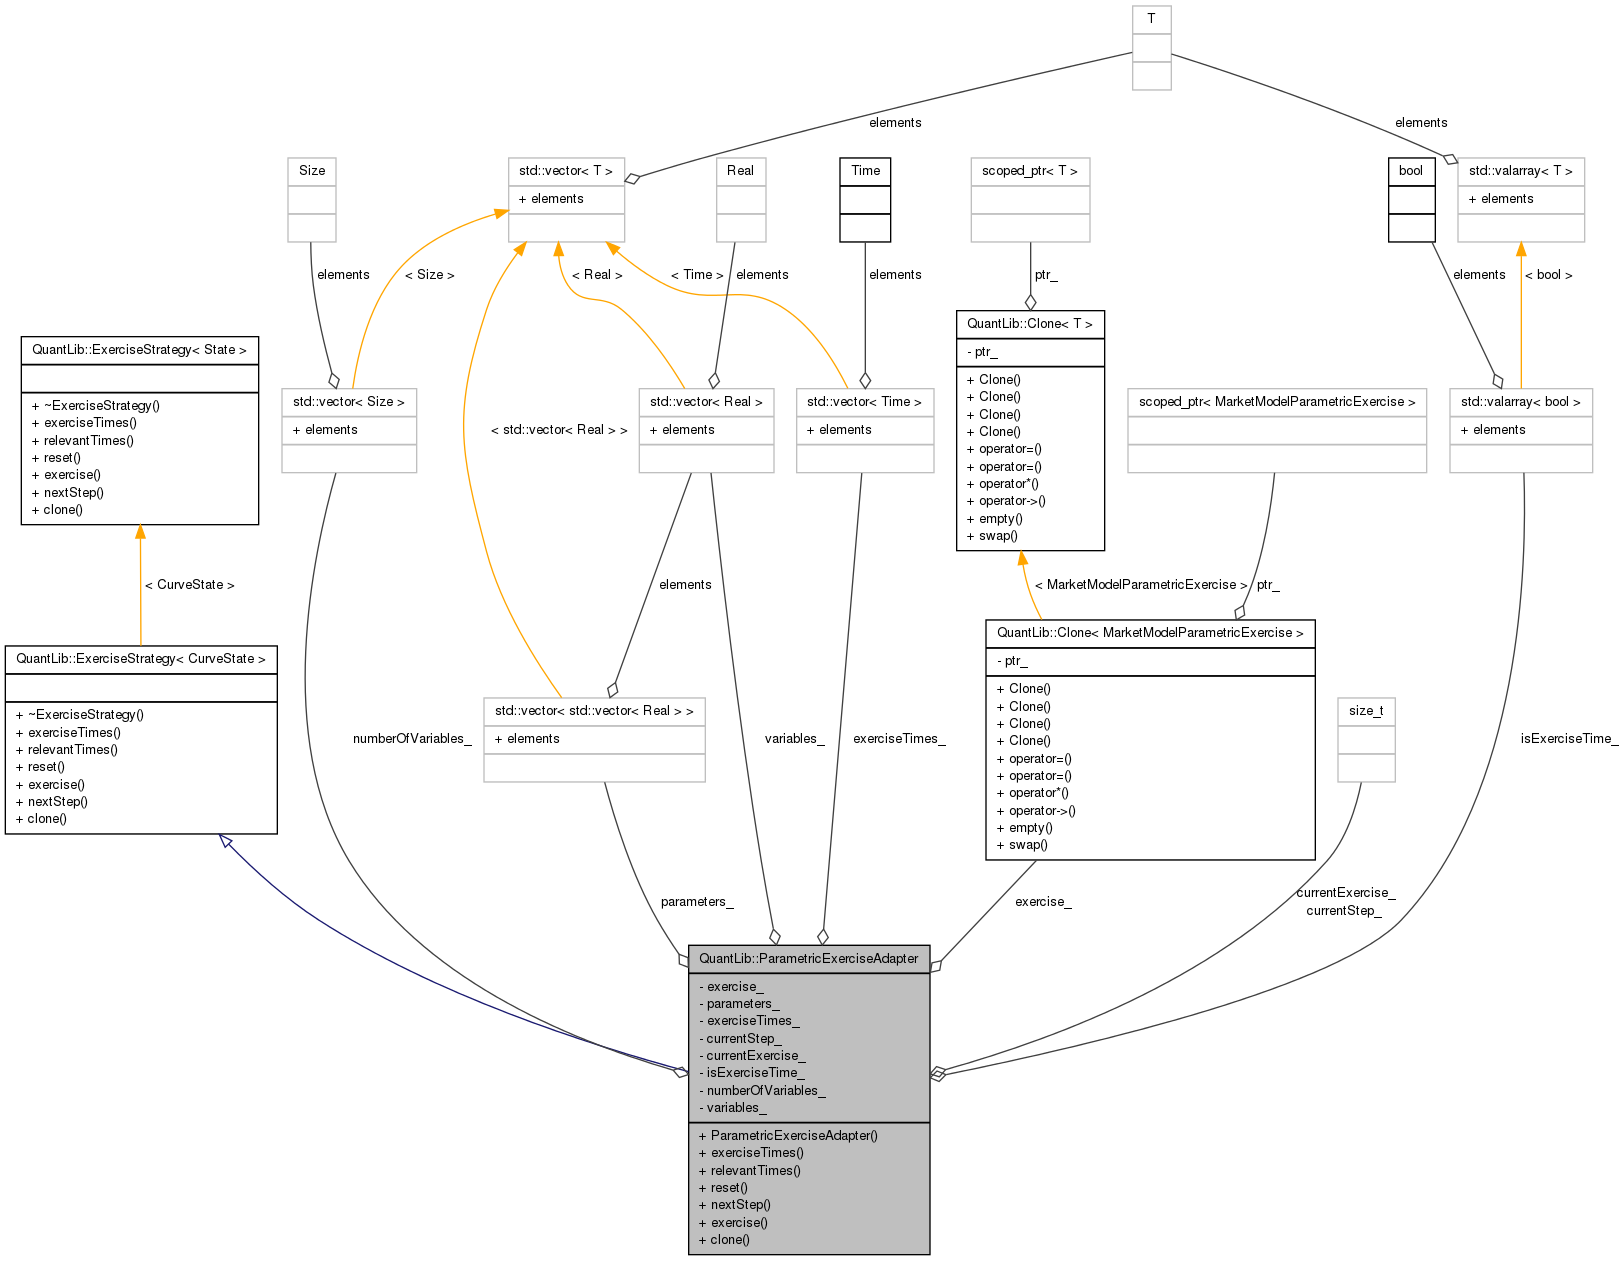 T
elements
elements
Size
std::vector< T >
+ elements
Real
Time
scoped_ptr< T >
bool
std::valarray< T >
+ elements
elements
< Size >
< Real >
< Time >
elements
elements
ptr_
elements
< bool >
QuantLib::ExerciseStrategy< State >
+ ~ExerciseStrategy()
+ exerciseTimes()
+ relevantTimes()
+ reset()
+ exercise()
+ nextStep()
+ clone()
std::vector< Size >
+ elements
< std::vector< Real > >
std::vector< Real >
+ elements
std::vector< Time >
+ elements
QuantLib::Clone< T >
- ptr_
+ Clone()
+ Clone()
+ Clone()
+ Clone()
+ operator=()
+ operator=()
+ operator*()
+ operator->()
+ empty()
+ swap()
scoped_ptr< MarketModelParametricExercise >
std::valarray< bool >
+ elements
< CurveState >
elements
< MarketModelParametricExercise >
ptr_
QuantLib::ExerciseStrategy< CurveState >
+ ~ExerciseStrategy()
+ exerciseTimes()
+ relevantTimes()
+ reset()
+ exercise()
+ nextStep()
+ clone()
numberOfVariables_
std::vector< std::vector< Real > >
+ elements
variables_
exerciseTimes_
QuantLib::Clone< MarketModelParametricExercise >
- ptr_
+ Clone()
+ Clone()
+ Clone()
+ Clone()
+ operator=()
+ operator=()
+ operator*()
+ operator->()
+ empty()
+ swap()
size_t
isExerciseTime_
parameters_
exercise_
currentExercise_
currentStep_
QuantLib::ParametricExerciseAdapter
- exercise_
- parameters_
- exerciseTimes_
- currentStep_
- currentExercise_
- isExerciseTime_
- numberOfVariables_
- variables_
+ ParametricExerciseAdapter()
+ exerciseTimes()
+ relevantTimes()
+ reset()
+ nextStep()
+ exercise()
+ clone()